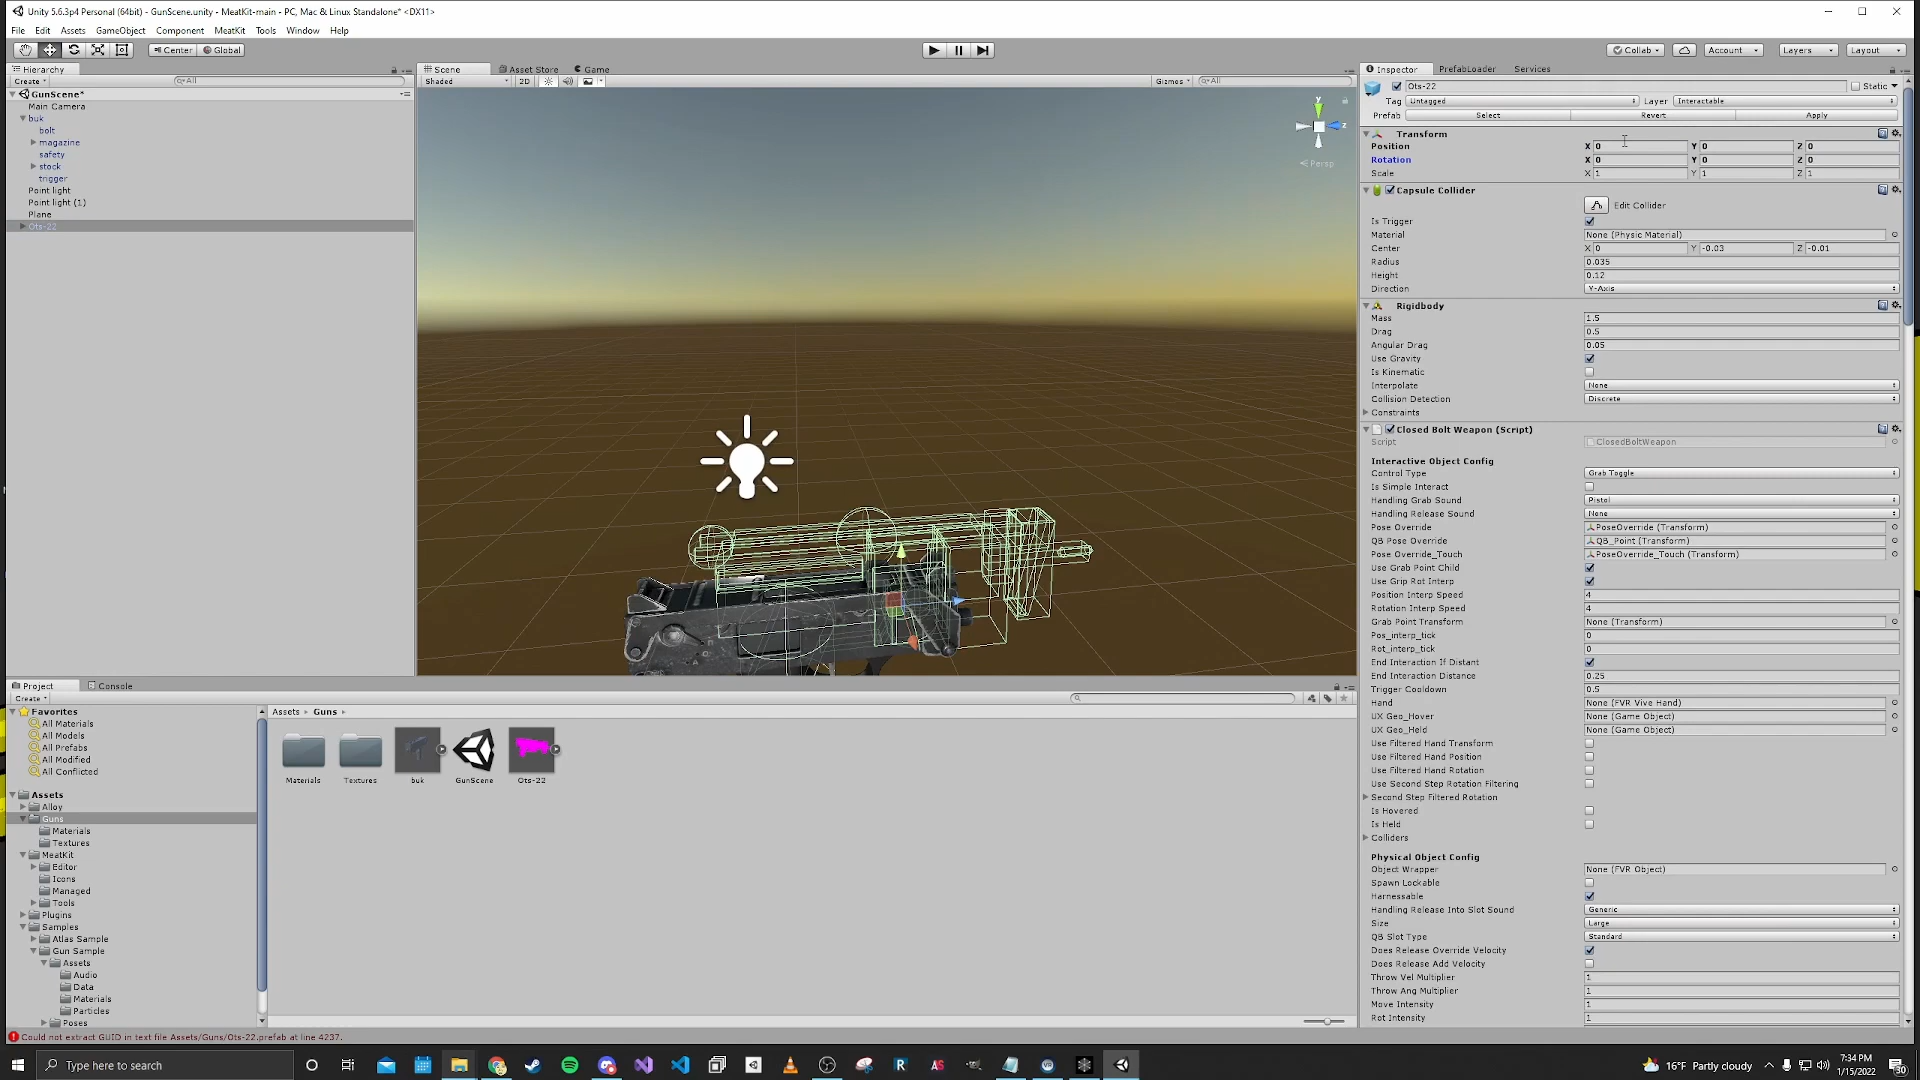 Unity 5.6.3p4 Personal (64bit) - GunScene.unity - MeatKit-main - PC, Mac & Linux Standalone* <DX11>
File Edit Assets GameObject Component MeatKit Tools Window Help
Center Global
Collab Account Layers Layout
Hierarchy
Create All
GunScene*
Main Camera
buk
bolt
magazine
safety
stock
trigger
Point light
Point light (1)
Plane
Ots-22
Scene Asset Store Game
Shaded 2D Gizmos All
y
z
Persp
Inspector PrefabLoader Services
Ots-22 Static
Tag Untagged Layer Interactable
Prefab Select Revert Apply
Transform
Position X 0 Y 0 Z 0
Rotation X 0 Y 0 Z 0
Scale X 1 Y 1 Z 1
Capsule Collider
Edit Collider
Is Trigger
Material None (Physic Material)
Center X 0 Y -0.03 Z -0.01
Radius 0.035
Height 0.12
Direction Y-Axis
Rigidbody
Mass 1.5
Drag 0.5
Angular Drag 0.05
Use Gravity
Is Kinematic
Interpolate None
Collision Detection Discrete
Constraints
Closed Bolt Weapon (Script)
Script ClosedBoltWeapon
Interactive Object Config
Control Type Grab Toggle
Is Simple Interact
Handling Grab Sound Pistol
Handling Release Sound None
Pose Override PoseOverride (Transform)
QB Pose Override QB_Point (Transform)
Pose Override_Touch PoseOverride_Touch (Transform)
Use Grab Point Child
Use Grip Rot Interp
Position Interp Speed 4
Rotation Interp Speed 4
Grab Point Transform None (Transform)
Pos_interp_tick 0
Rot_interp_tick 0
End Interaction If Distant
End Interaction Distance 0.25
Trigger Cooldown 0.5
Hand None (FVR Vive Hand)
UX Geo_Hover None (Game Object)
UX Geo_Held None (Game Object)
Use Filtered Hand Transform
Use Filtered Hand Position
Use Filtered Hand Rotation
Use Second Step Rotation Filtering
Second Step Filtered Rotation
Is Hovered
Is Held
Colliders
Physical Object Config
Object Wrapper None (FVR Object)
Spawn Lockable
Harnessable
Handling Release Into Slot Sound Generic
Size Large
QB Slot Type Standard
Does Release Override Velocity
Does Release Add Velocity
Throw Vel Multiplier 1
Throw Ang Multiplier 1
Move Intensity 1
Rot Intensity 1
Project Console
Create
Favorites
All Materials
All Models
All Prefabs
All Modified
All Conflicted
Assets
Alloy
Guns
Materials
Textures
MeatKit
Editor
Icons
Managed
Tools
Plugins
Samples
Atlas Sample
Gun Sample
Assets
Audio
Data
Materials
Particles
Poses
Assets Guns
Materials Textures buk GunScene Ots-22
Could not extract GUID in text file Assets/Guns/Ots-22.prefab at line 4237.
Type here to search
16°F Partly cloudy
7:34 PM
1/15/2022
30